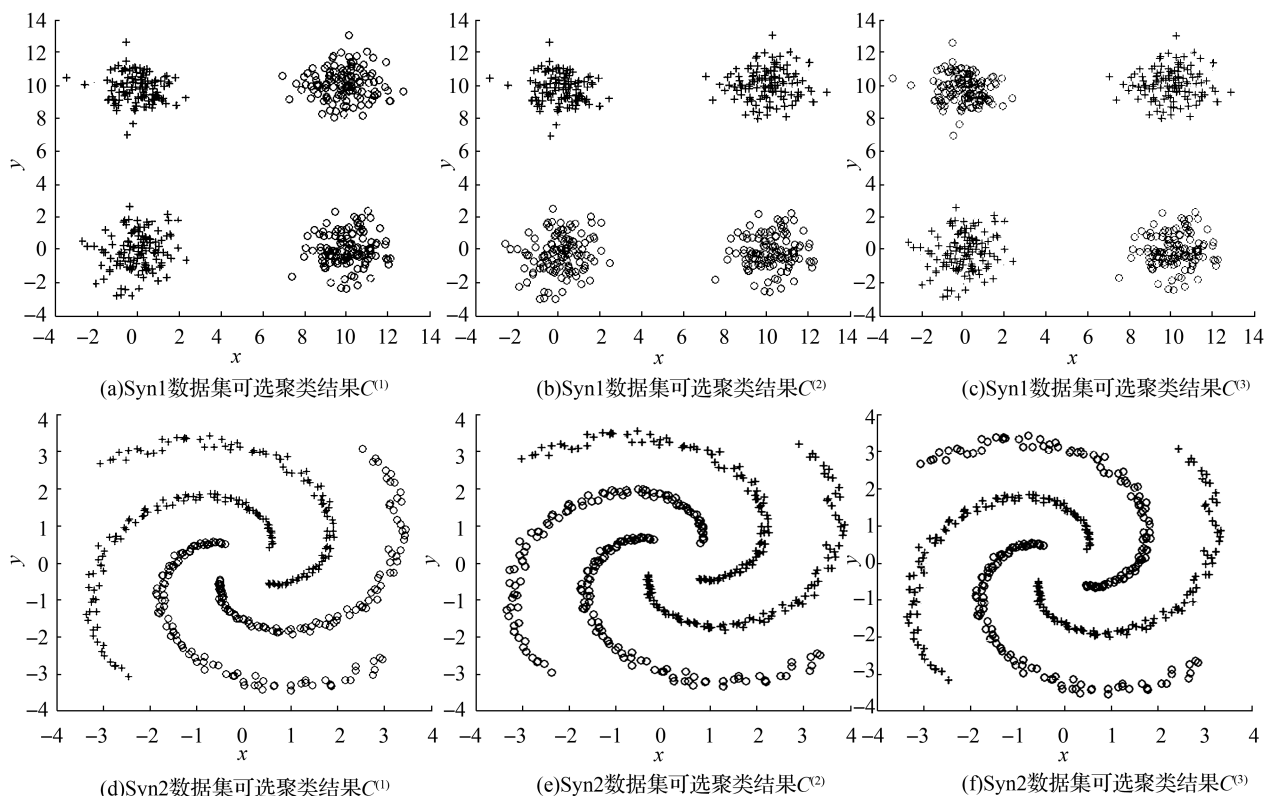 14
12
10
8
6
4
2
0
−2
−4
y
−4 −2 0 2 4 6 8 10 12 14
x
(a)Syn1数据集可选聚类结果C⁽¹⁾
14
12
10
8
6
4
2
0
−2
−4
y
−4 −2 0 2 4 6 8 10 12 14
x
(b)Syn1数据集可选聚类结果C⁽²⁾
14
12
10
8
6
4
2
0
−2
−4
y
−4 −2 0 2 4 6 8 10 12 14
x
(c)Syn1数据集可选聚类结果C⁽³⁾
4
3
2
1
0
−1
−2
−3
−4
y
−4 −3 −2 −1 0 1 2 3 4
x
(d)Syn2数据集可选聚类结果C⁽¹⁾
4
3
2
1
0
−1
−2
−3
−4
y
−4 −3 −2 −1 0 1 2 3 4
x
(e)Syn2数据集可选聚类结果C⁽²⁾
4
3
2
1
0
−1
−2
−3
−4
y
−4 −3 −2 −1 0 1 2 3 4
x
(f)Syn2数据集可选聚类结果C⁽³⁾